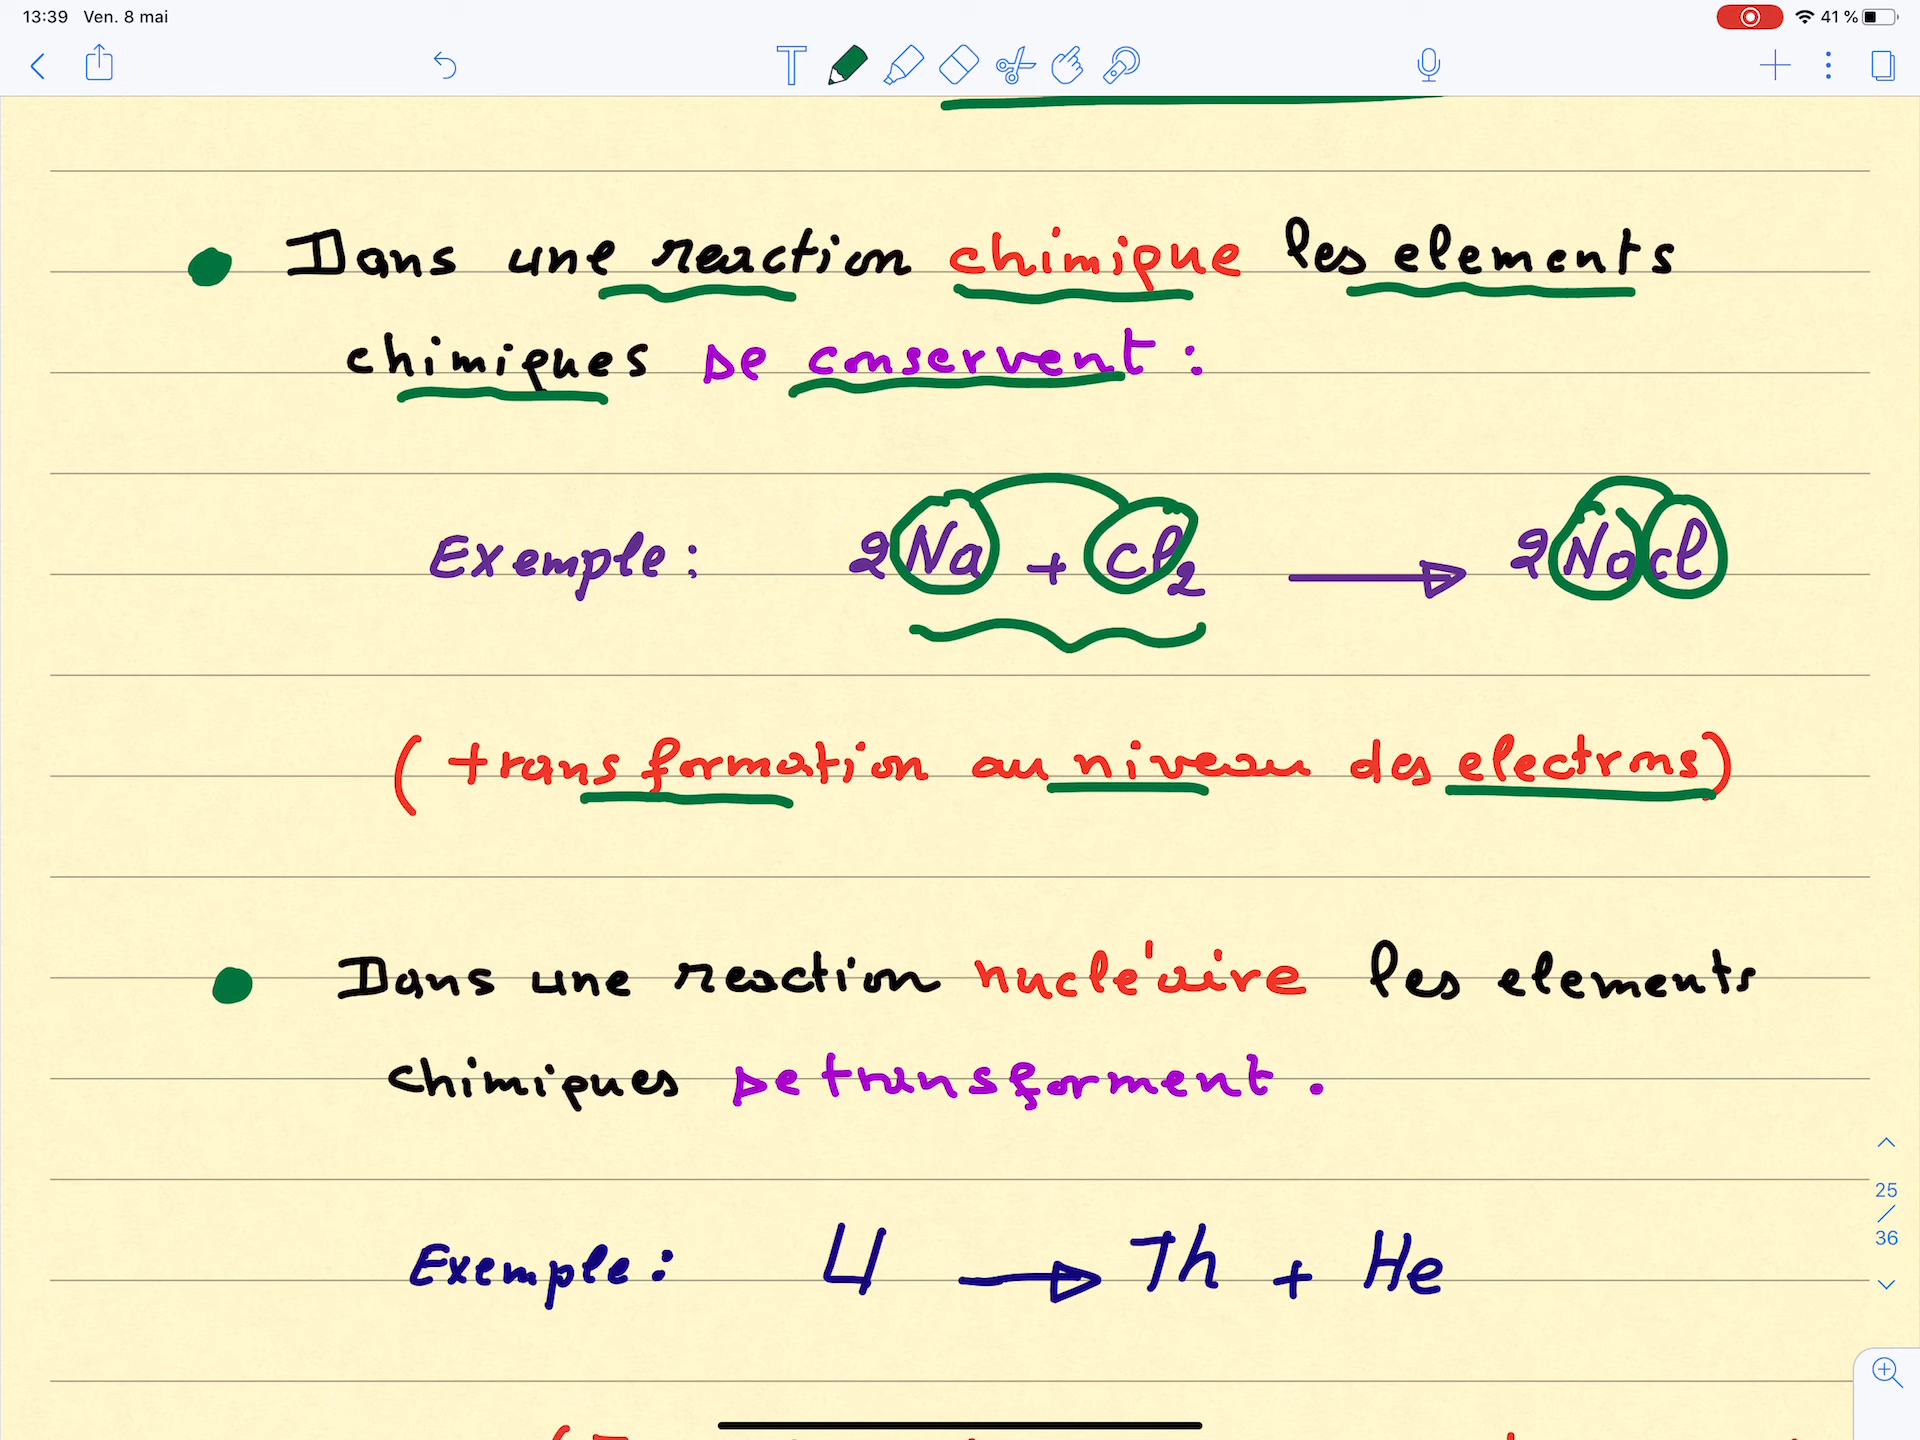 13:39 Ven. 8 mai 41 %
Dans une reaction chimique les elements
chimiques se conservent :
Exemple : 2Na + Cl2 → 2NaCl
( transformation au niveau des electrons)
Dans une reaction nucléaire les elements
chimiques se transforment .
25
/
36
Exemple : U → Th + He